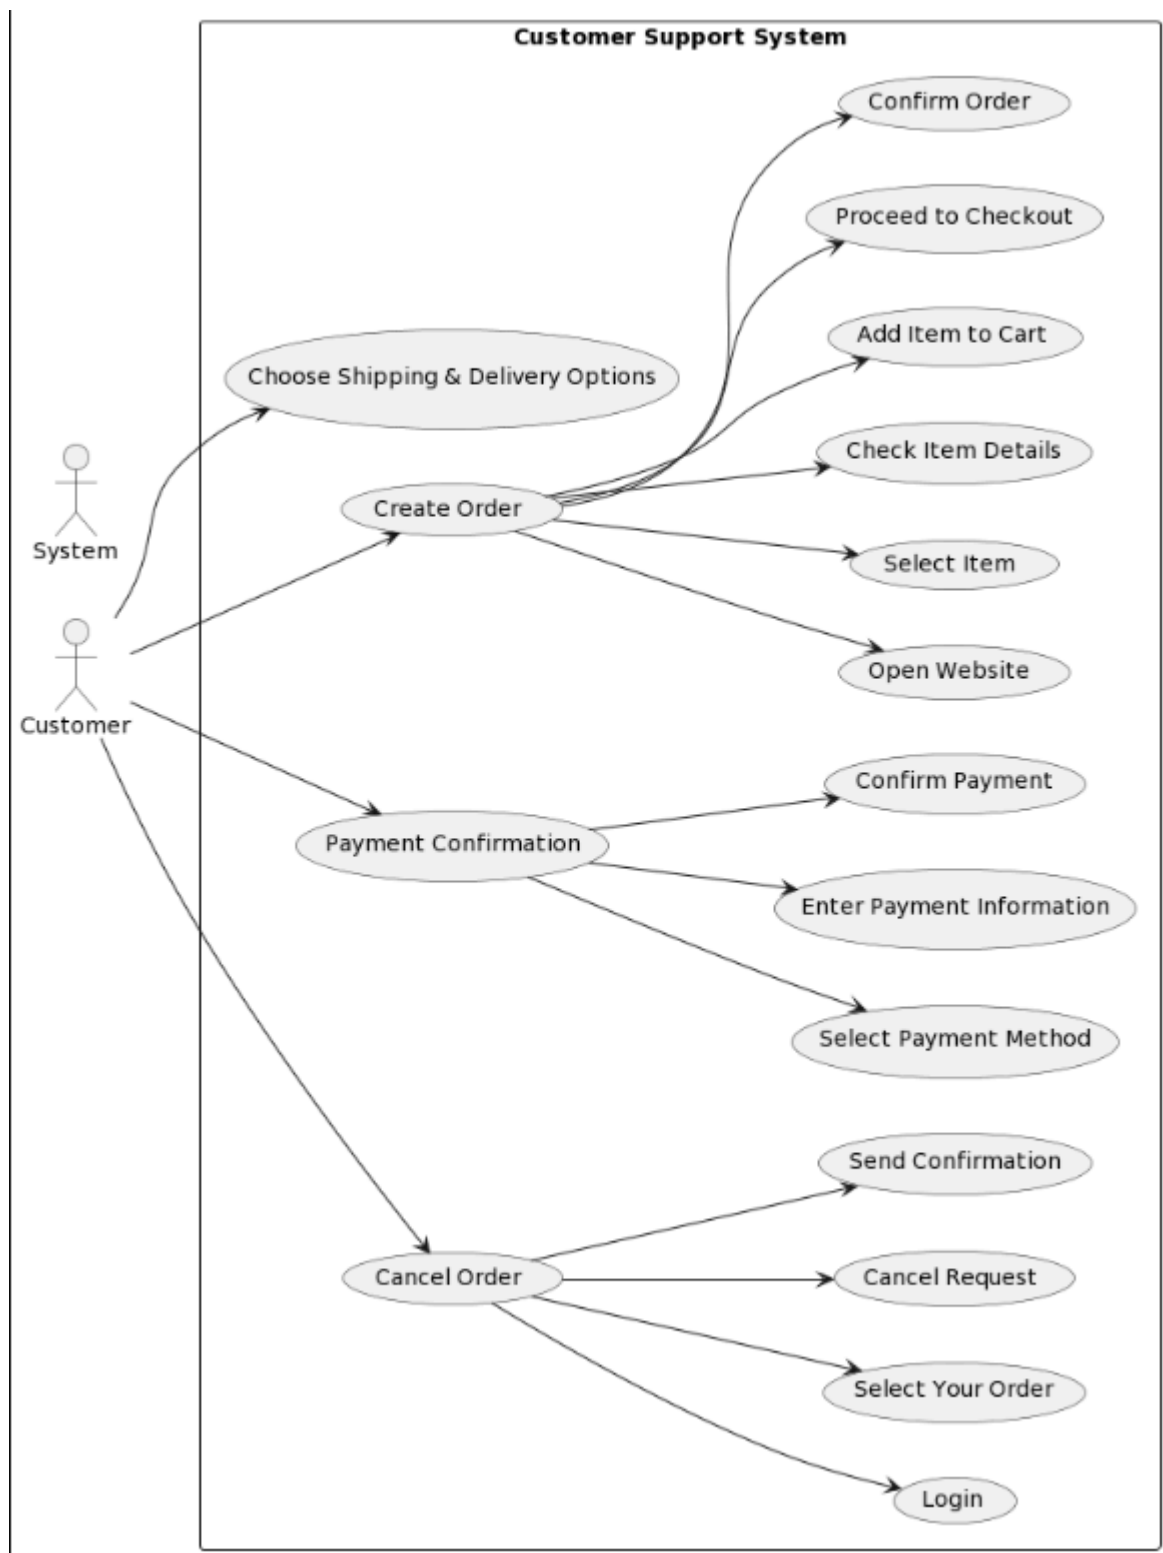 Customer Support System
Confirm Order
Proceed to Checkout
Add Item to Cart
Choose Shipping & Delivery Options
Check Item Details
Create Order
System
Select Item
Open Website
Customer
Confirm Payment
Payment Confirmation
Enter Payment Information
Select Payment Method
Send Confirmation
Cancel Order
Cancel Request
Select Your Order
Login